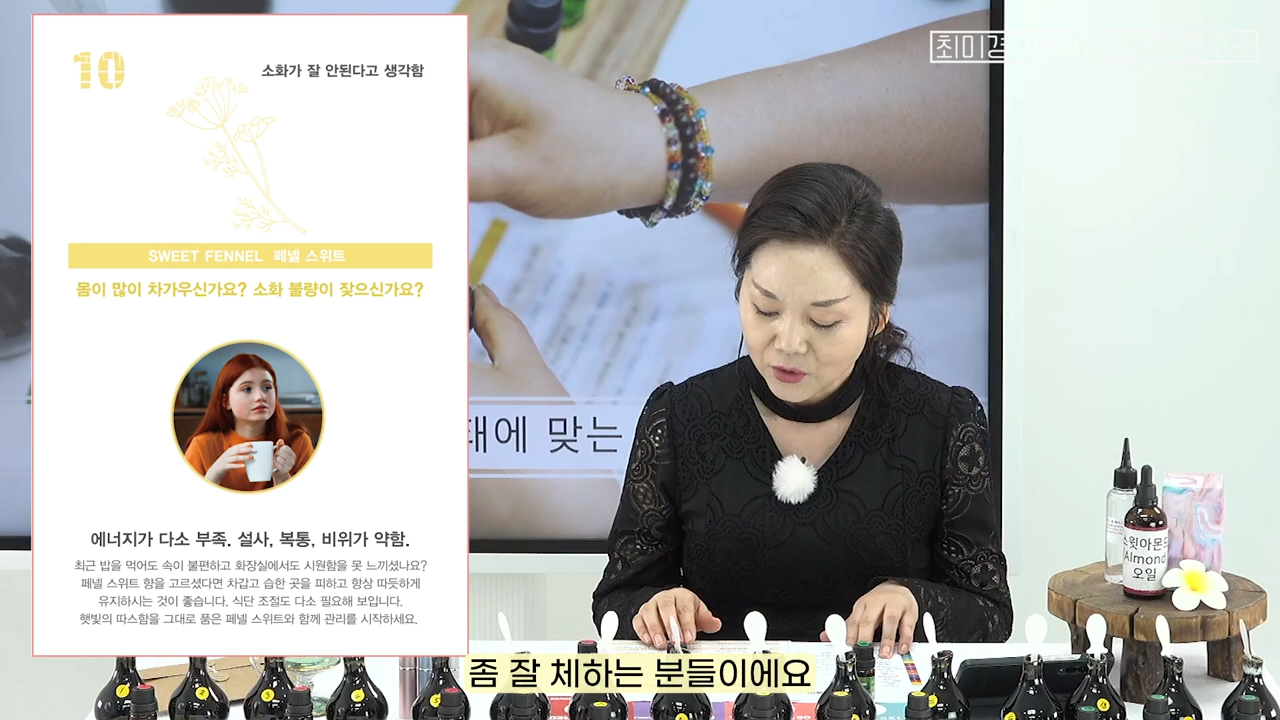 10
소화가 잘 안된다고 생각함
SWEET FENNEL 페넬 스위트
몸이 많이 차가우신가요? 소화 불량이 잦으신가요?
에너지가 다소 부족. 설사, 복통, 비위가 약함.
최근 밥을 먹어도 속이 불편하고 화장실에서도 시원함을 못 느끼셨나요?
페넬 스위트 향을 고르셨다면 차갑고 습한 곳을 피하고 항상 따듯하게
유지하시는 것이 좋습니다. 식단 조절도 다소 필요해 보입니다.
햇빛의 따스함을 그대로 품은 페넬 스위트와 함께 관리를 시작하세요.
최미경
태에 맞는
스윗아몬드
Almond
오일
좀 잘 체하는 분들이에요